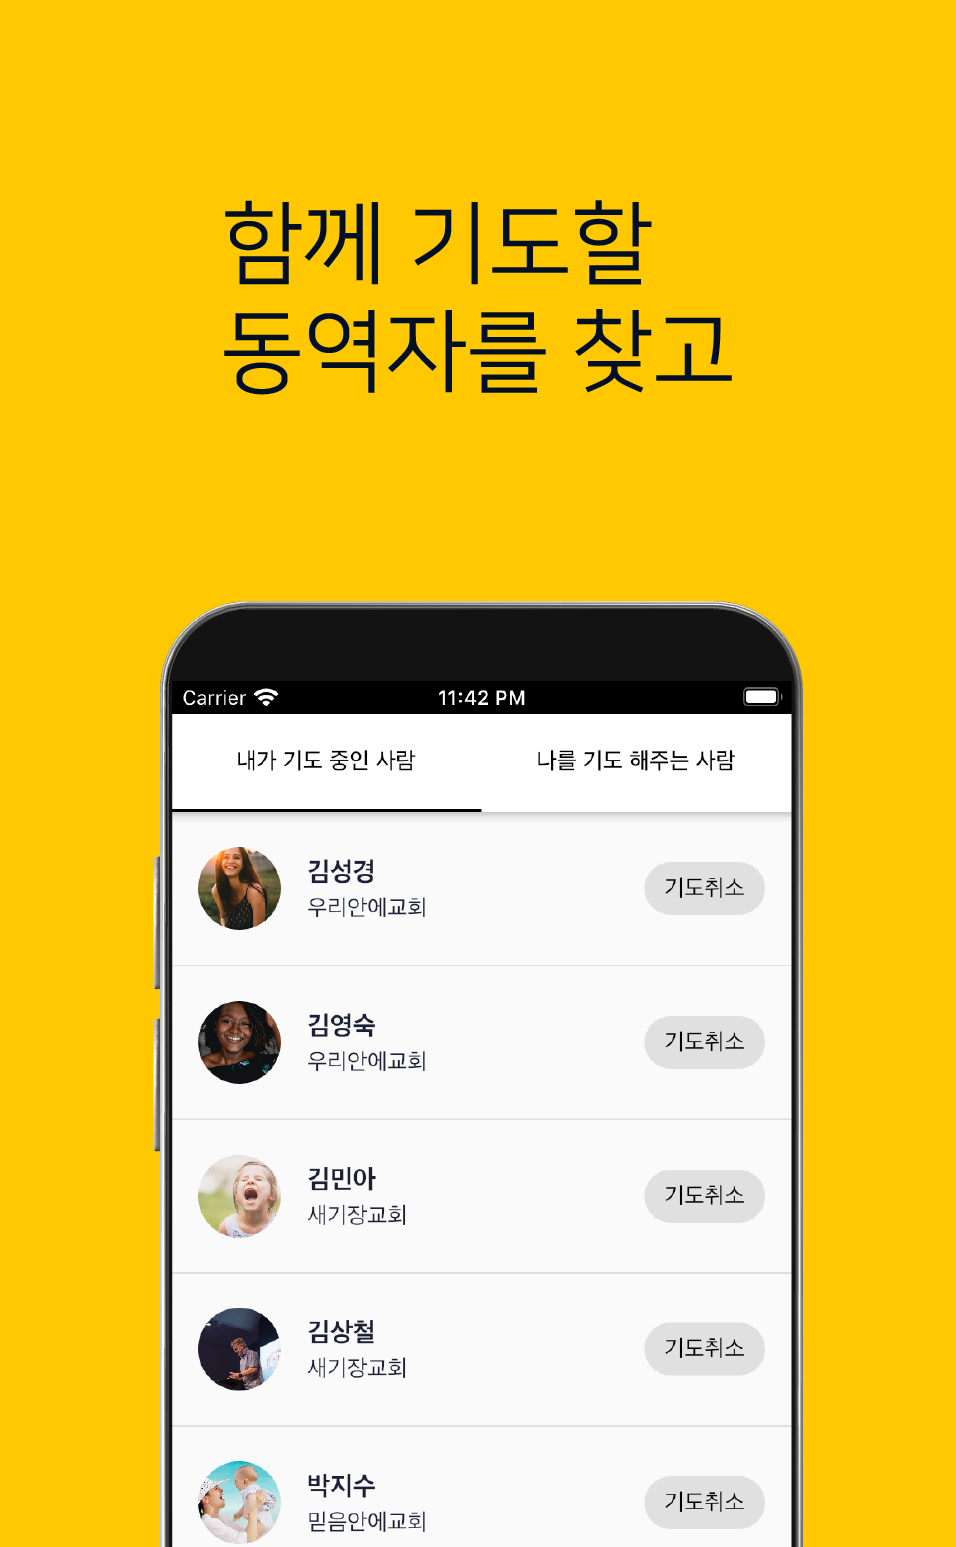 함께 기도할
동역자를 찾고
Carrier 11:42 PM
내가 기도 중인 사람 나를 기도 해주는 사람
김성경
우리안에교회
기도취소
김영숙
우리안에교회
기도취소
김민아
새기장교회
기도취소
김상철
새기장교회
기도취소
박지수
믿음안에교회
기도취소